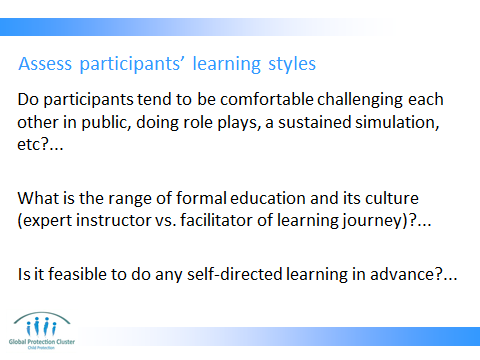 Assess participants’ learning styles
Do participants tend to be comfortable challenging each
other in public, doing role plays, a sustained simulation,
etc?...
What is the range of formal education and its culture
(expert instructor vs. facilitator of learning journey)?...
Is it feasible to do any self-directed learning in advance?...
Global Protection Cluster
Child Protection